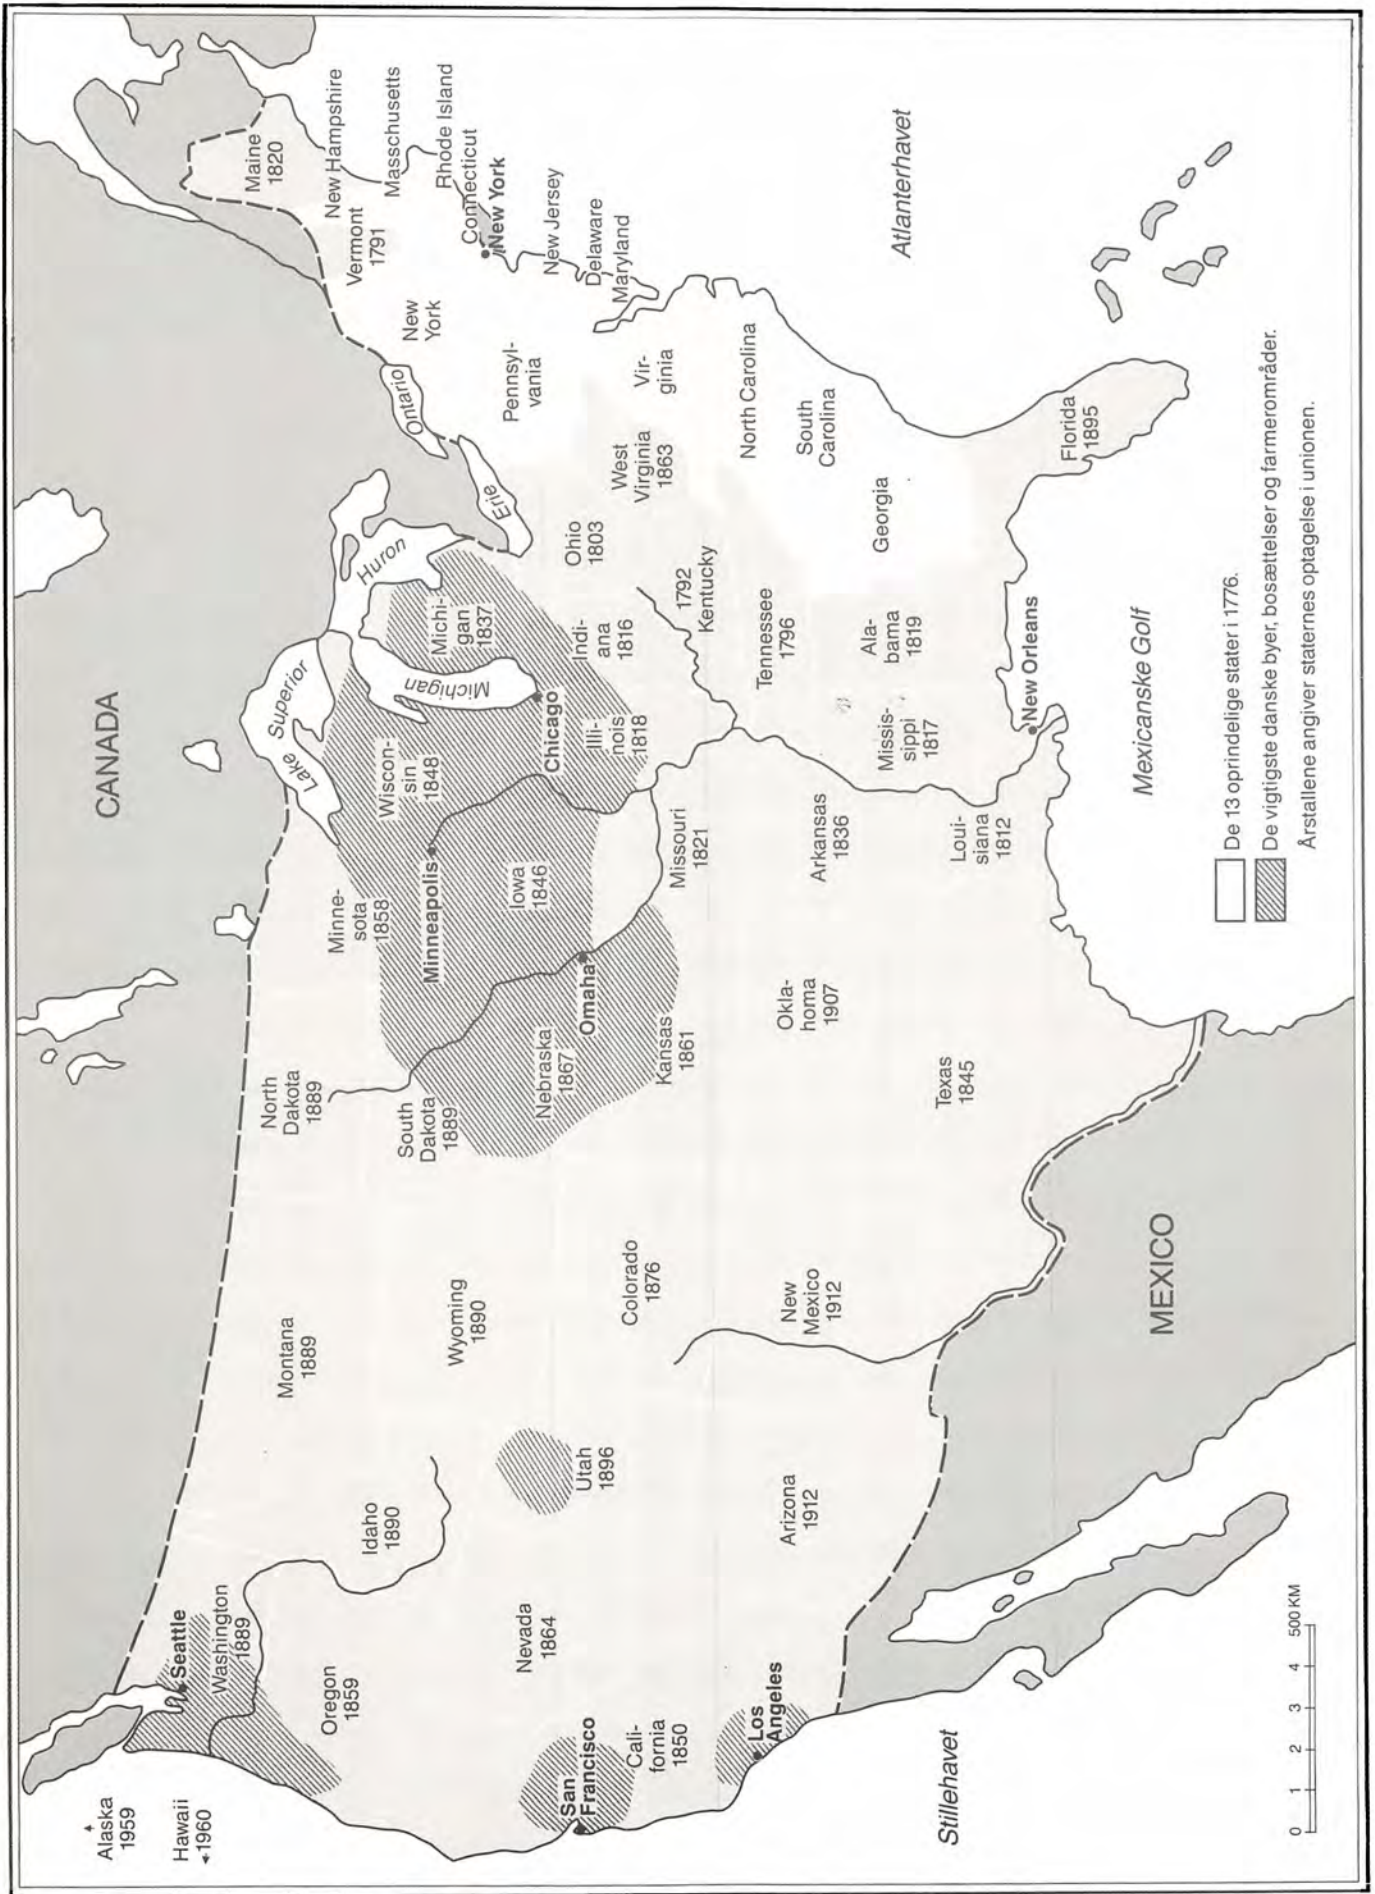 CANADA
Alaska
1959
Hawaii
1960
Seattle
Washington
1889
Oregon
1859
Idaho
1890
Montana
1889
North
Dakota
1889
South
Dakota
1889
Wyoming
1890
Minne-
sota
1858
Minneapolis
Wiscon-
sin
1848
Lake Superior
Michigan
Michi-
gan
1837
Huron
Erie
Ontario
Maine
1820
Vermont
1791
New Hampshire
Masschusetts
Rhode Island
Connecticut
New York
New
York
New Jersey
Delaware
Maryland
Pennsyl-
vania
Iowa
1846
Chicago
Illi-
nois
1818
Indi-
ana
1816
Ohio
1803
West
Virginia
1863
Vir-
ginia
Nebraska
1867
Omaha
Nevada
1864
Utah
1896
Colorado
1876
Kansas
1861
Missouri
1821
1792
Kentucky
San
Francisco
Cali-
fornia
1850
Los
Angeles
Arizona
1912
New
Mexico
1912
Okla-
homa
1907
Arkansas
1836
Tennessee
1796
North Carolina
South
Carolina
Georgia
Ala-
bama
1819
Missis-
sippi
1817
Loui-
siana
1812
New Orleans
Texas
1845
Florida
1895
Atlanterhavet
Stillehavet
MEXICO
Mexicanske Golf
De 13 oprindelige stater i 1776.
De vigtigste danske byer, bosættelser og farmerområder.
Årstallene angiver staternes optagelse i unionen.
0 1 2 3 4 500 KM